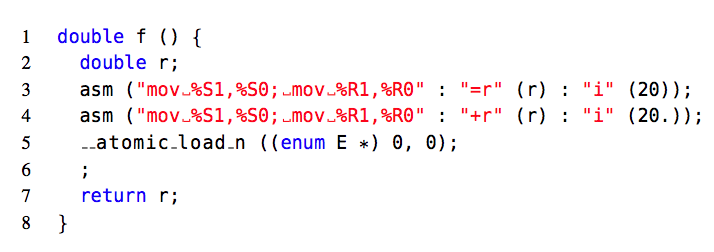 1 double f () {
2 double r;
3 asm ("mov␣%S1,%S0;␣mov␣%R1,%R0" : "=r" (r) : "i" (20));
4 asm ("mov␣%S1,%S0;␣mov␣%R1,%R0" : "+r" (r) : "i" (20.));
5 __atomic_load_n ((enum E *) 0, 0);
6 ;
7 return r;
8 }